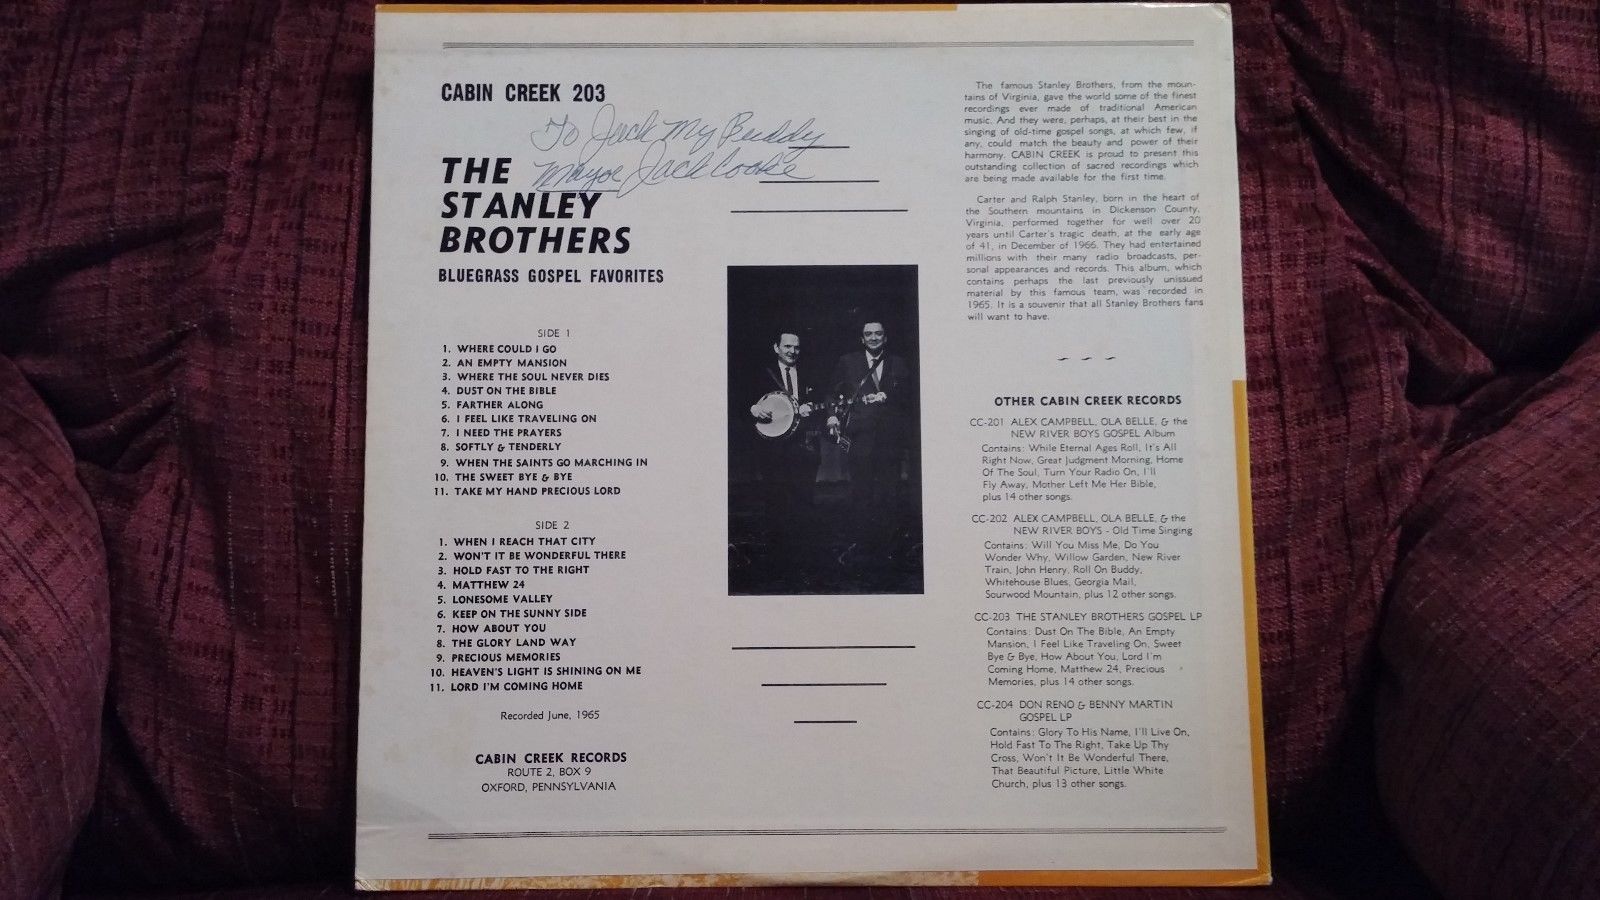 CABIN CREEK 203
To Jack My Buddy
Mayor Jack Cooke
THE
STANLEY
BROTHERS
BLUEGRASS GOSPEL FAVORITES
SIDE 1
1. WHERE COULD I GO
2. AN EMPTY MANSION
3. WHERE THE SOUL NEVER DIES
4. DUST ON THE BIBLE
5. FARTHER ALONG
6. I FEEL LIKE TRAVELING ON
7. I NEED THE PRAYERS
8. SOFTLY & TENDERLY
9. WHEN THE SAINTS GO MARCHING IN
10. THE SWEET BYE & BYE
11. TAKE MY HAND PRECIOUS LORD
SIDE 2
1. WHEN I REACH THAT CITY
2. WON'T IT BE WONDERFUL THERE
3. HOLD FAST TO THE RIGHT
4. MATTHEW 24
5. LONESOME VALLEY
6. KEEP ON THE SUNNY SIDE
7. HOW ABOUT YOU
8. THE GLORY LAND WAY
9. PRECIOUS MEMORIES
10. HEAVEN'S LIGHT IS SHINING ON ME
11. LORD I'M COMING HOME
Recorded June, 1965
CABIN CREEK RECORDS
ROUTE 2, BOX 9
OXFORD, PENNSYLVANIA
The famous Stanley Brothers, from the moun-
tains of Virginia, gave the world some of the finest
recordings ever made of traditional American
music. And they were, perhaps, at their best in the
singing of old-time gospel songs, at which few, if
any, could match the beauty and power of their
harmony. CABIN CREEK is proud to present this
outstanding collection of sacred recordings which
are being made available for the first time.
Carter and Ralph Stanley, born in the heart of
the Southern mountains in Dickenson County,
Virginia, performed together for well over 20
years until Carter's tragic death, at the early age
of 41, in December of 1966. They had entertained
millions with their many radio broadcasts, per-
sonal appearances and records. This album, which
contains perhaps the last previously unissued
material by this famous team, was recorded in
1965. It is a souvenir that all Stanley Brothers fans
will want to have.
OTHER CABIN CREEK RECORDS
CC-201 ALEX CAMPBELL, OLA BELLE, & the
NEW RIVER BOYS GOSPEL Album
Contains: While Eternal Ages Roll, It's All
Right Now, Great Judgment Morning, Home
Of The Soul, Turn Your Radio On, I'll
Fly Away, Mother Left Me Her Bible,
plus 14 other songs.
CC-202 ALEX CAMPBELL, OLA BELLE, & the
NEW RIVER BOYS - Old Time Singing
Contains: Will You Miss Me, Do You
Wonder Why, Willow Garden, New River
Train, John Henry, Roll On Buddy,
Whitehouse Blues, Georgia Mail,
Sourwood Mountain, plus 12 other songs.
CC-203 THE STANLEY BROTHERS GOSPEL LP
Contains: Dust On The Bible, An Empty
Mansion, I Feel Like Traveling On, Sweet
Bye & Bye, How About You, Lord I'm
Coming Home, Matthew 24, Precious
Memories, plus 14 other songs.
CC-204 DON RENO & BENNY MARTIN
GOSPEL LP
Contains: Glory To His Name, I'll Live On,
Hold Fast To The Right, Take Up Thy
Cross, Won't It Be Wonderful There,
That Beautiful Picture, Little White
Church, plus 13 other songs.